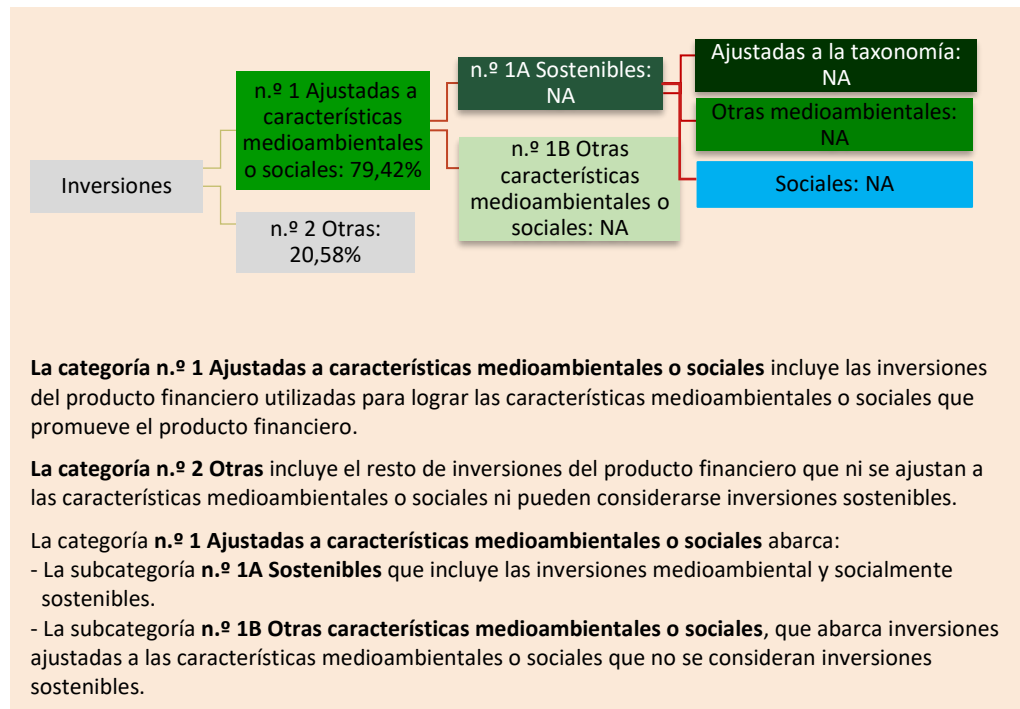 Inversiones
n.º 1 Ajustadas a
características
medioambientales
o sociales: 79,42%
n.º 2 Otras:
20,58%
n.º 1A Sostenibles:
NA
n.º 1B Otras
características
medioambientales o
sociales: NA
Ajustadas a la taxonomía:
NA
Otras medioambientales:
NA
Sociales: NA
La categoría n.º 1 Ajustadas a características medioambientales o sociales incluye las inversiones
del producto financiero utilizadas para lograr las características medioambientales o sociales que
promueve el producto financiero.
La categoría n.º 2 Otras incluye el resto de inversiones del producto financiero que ni se ajustan a
las características medioambientales o sociales ni pueden considerarse inversiones sostenibles.
La categoría n.º 1 Ajustadas a características medioambientales o sociales abarca:
- La subcategoría n.º 1A Sostenibles que incluye las inversiones medioambiental y socialmente
sostenibles.
- La subcategoría n.º 1B Otras características medioambientales o sociales, que abarca inversiones
ajustadas a las características medioambientales o sociales que no se consideran inversiones
sostenibles.